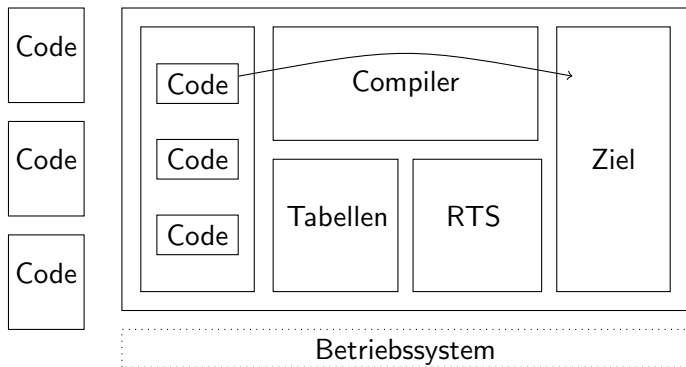 Code
Code
Code
Code
Code
Code
Compiler
Tabellen
RTS
Ziel
Betriebssystem